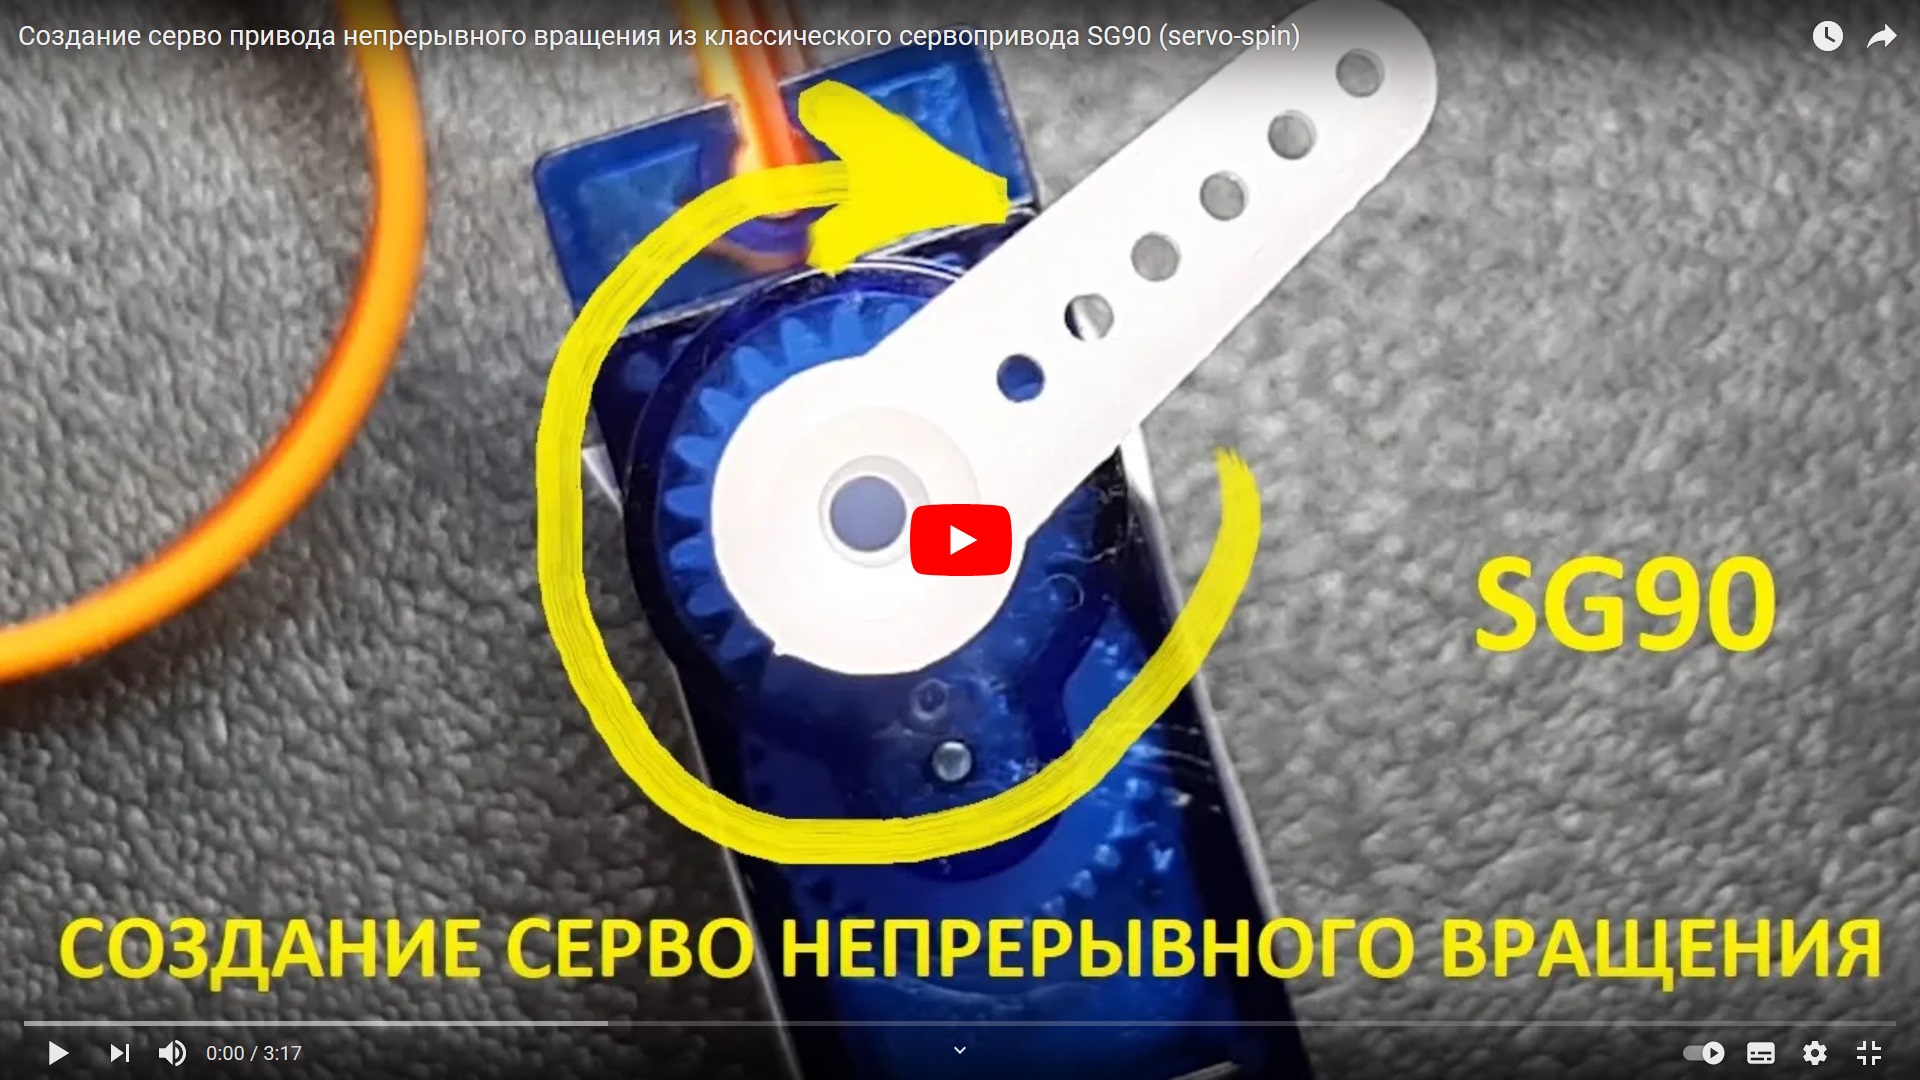 Создание серво привода непрерывного вращения из классического сервопривода SG90 (servo-spin)
SG90
СОЗДАНИЕ СЕРВО НЕПРЕРЫВНОГО ВРАЩЕНИЯ
0:00 / 3:17